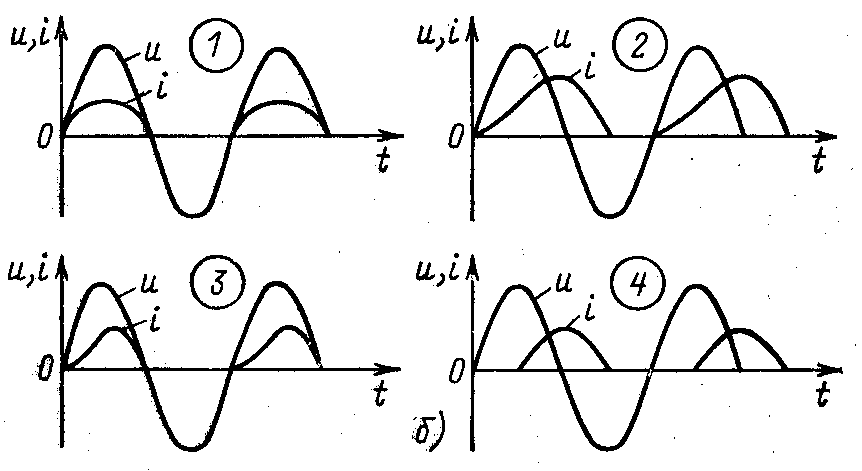 u,i 1 u i 0 t
u,i 2 u i 0 t
u,i 3 u i 0 t
u,i 4 u i 0 t
б)